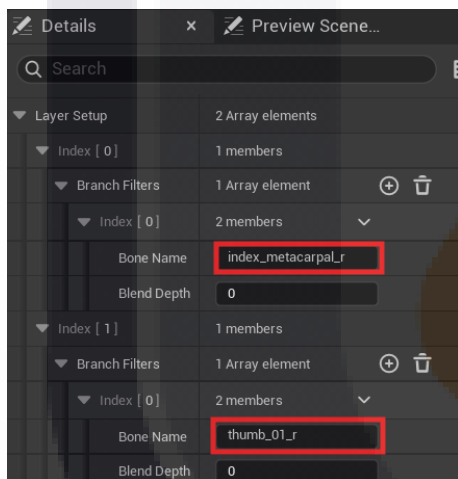 Details × Preview Scene...
Search
Layer Setup 2 Array elements
Index [ 0 ] 1 members
Branch Filters 1 Array element
Index [ 0 ] 2 members
Bone Name index_metacarpal_r
Blend Depth 0
Index [ 1 ] 1 members
Branch Filters 1 Array element
Index [ 0 ] 2 members
Bone Name thumb_01_r
Blend Depth 0